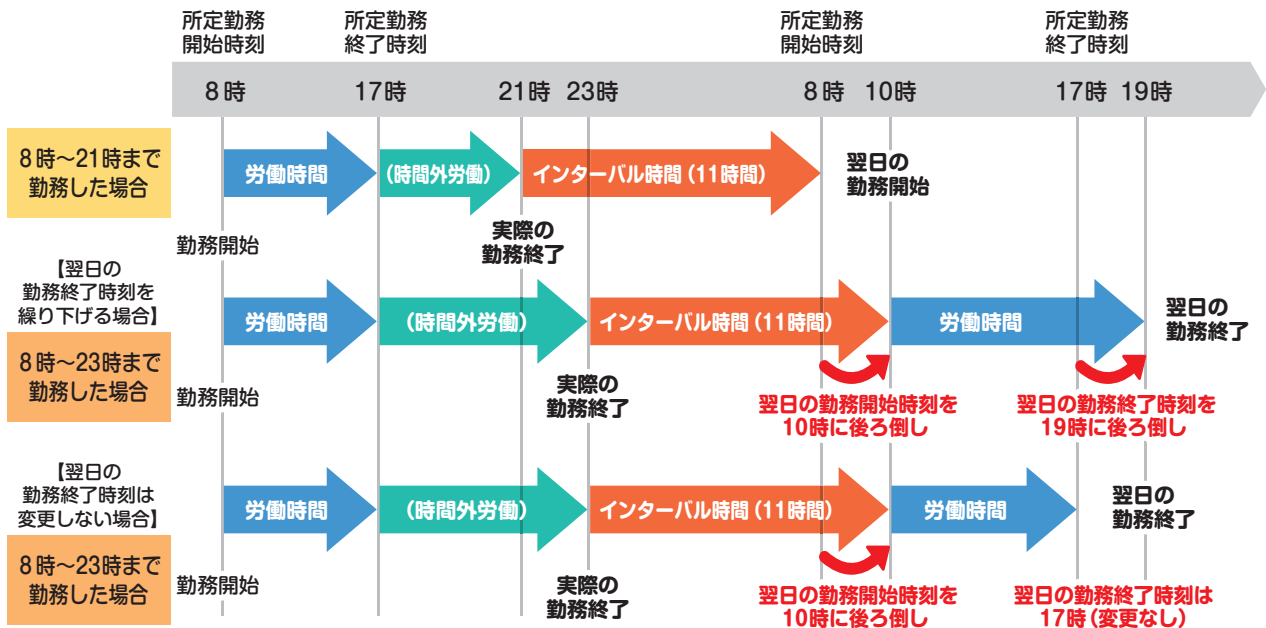 所定勤務
開始時刻
所定勤務
終了時刻
所定勤務
開始時刻
所定勤務
終了時刻
8時 17時 21時 23時 8時 10時 17時 19時
8時～21時まで
勤務した場合
労働時間
（時間外労働）
インターバル時間（11時間）
翌日の
勤務開始
勤務開始
実際の
勤務終了
【翌日の
勤務終了時刻を
繰り下げる場合】
8時～23時まで
勤務した場合
労働時間
（時間外労働）
インターバル時間（11時間）
労働時間
翌日の
勤務終了
勤務開始
実際の
勤務終了
翌日の勤務開始時刻を
10時に後ろ倒し
翌日の勤務終了時刻を
19時に後ろ倒し
【翌日の
勤務終了時刻は
変更しない場合】
8時～23時まで
勤務した場合
労働時間
（時間外労働）
インターバル時間（11時間）
労働時間
翌日の
勤務終了
勤務開始
実際の
勤務終了
翌日の勤務開始時刻を
10時に後ろ倒し
翌日の勤務終了時刻は
17時（変更なし）